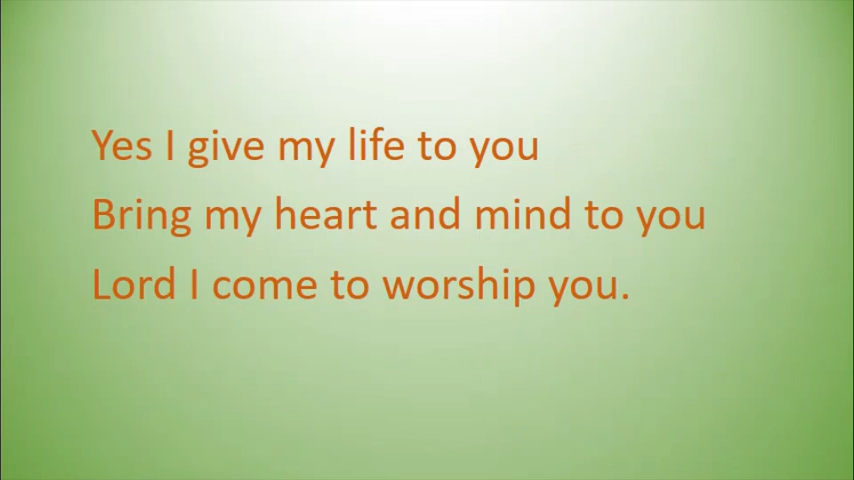 Yes I give my life to you
Bring my heart and mind to you
Lord I come to worship you.